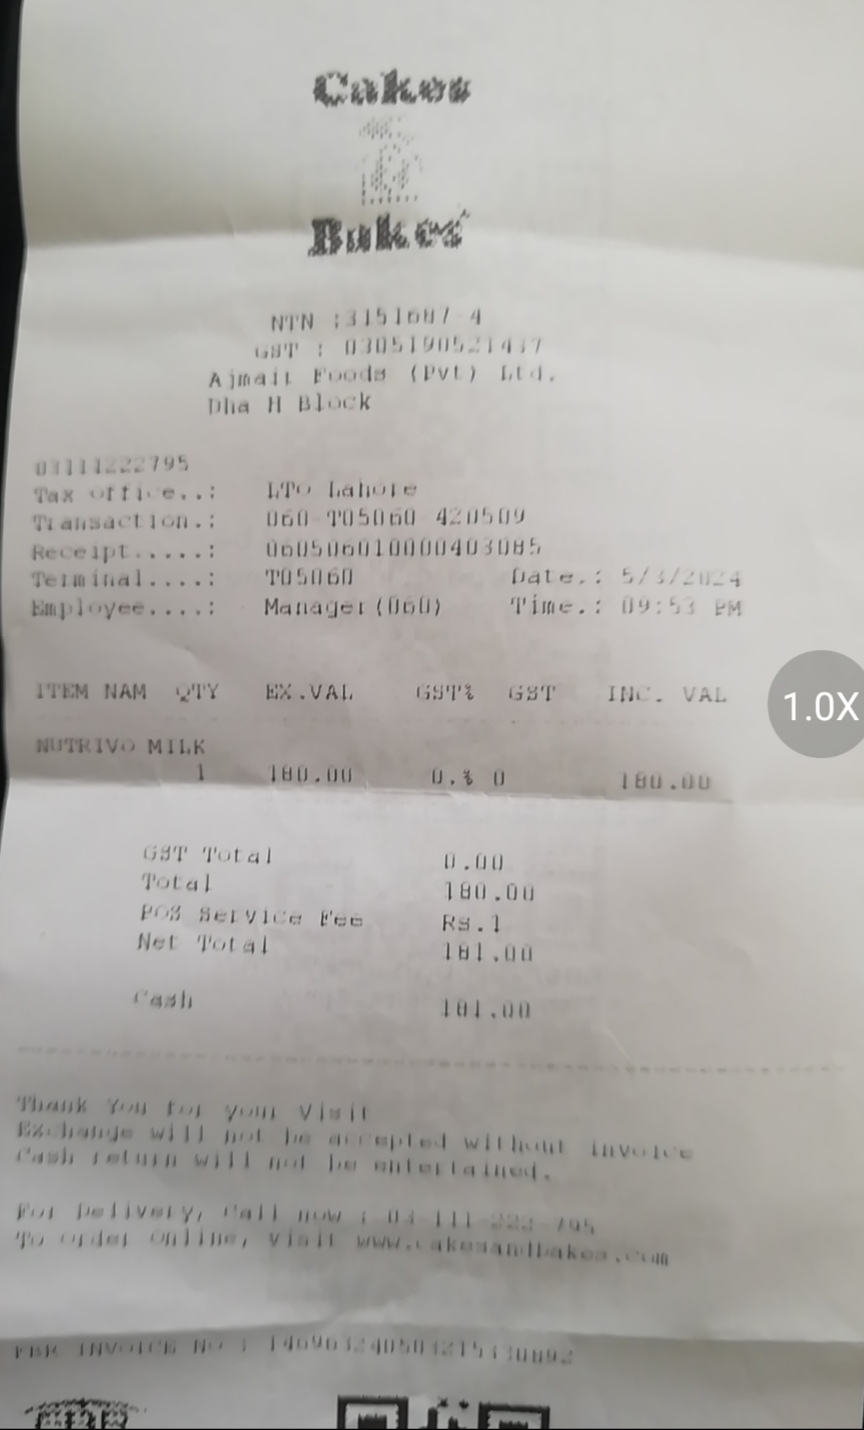 Cakes
Bakes
NTN :3151687-4
GST : 0305190521437
Ajmait Foods (Pvt) Ltd.
Dha H Block
03111222795
Tax office..: LTO Lahore
Transaction.: 060-T05060-420509
Receipt.....: 060506010000403085
Terminal....: T05060 Date.: 5/3/2024
Employee....: Manager(060) Time.: 09:53 PM
ITEM NAM QTY EX.VAL GST% GST INC. VAL
1.0X
NUTRIVO MILK
1 180.00 0.% 0 180.00
GST Total 0.00
Total 180.00
POS Service Fee Rs.1
Net Total 181.00
Cash 181.00
Thank You for your Visit
Exchange will not be accepted without invoice
Cash return will not be entertained.
For Delivery, Call now : 03-111-222-795
To order Online, Visit www.cakesandbakes.com
FBR INVOICE No :